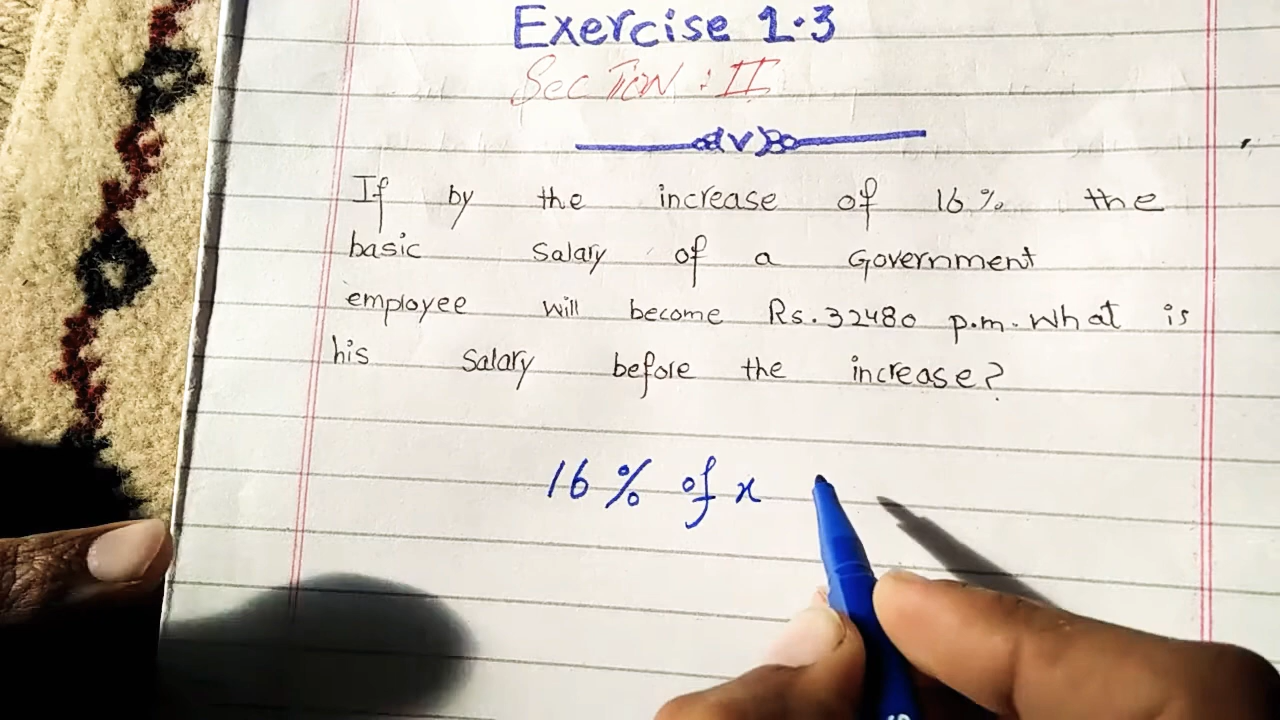 Exercise 1.3
Section : II
(v)
If by the increase of 16% the
basic salary of a Government
employee will become Rs. 32480 p.m. What is
his salary before the increase?
16% of x